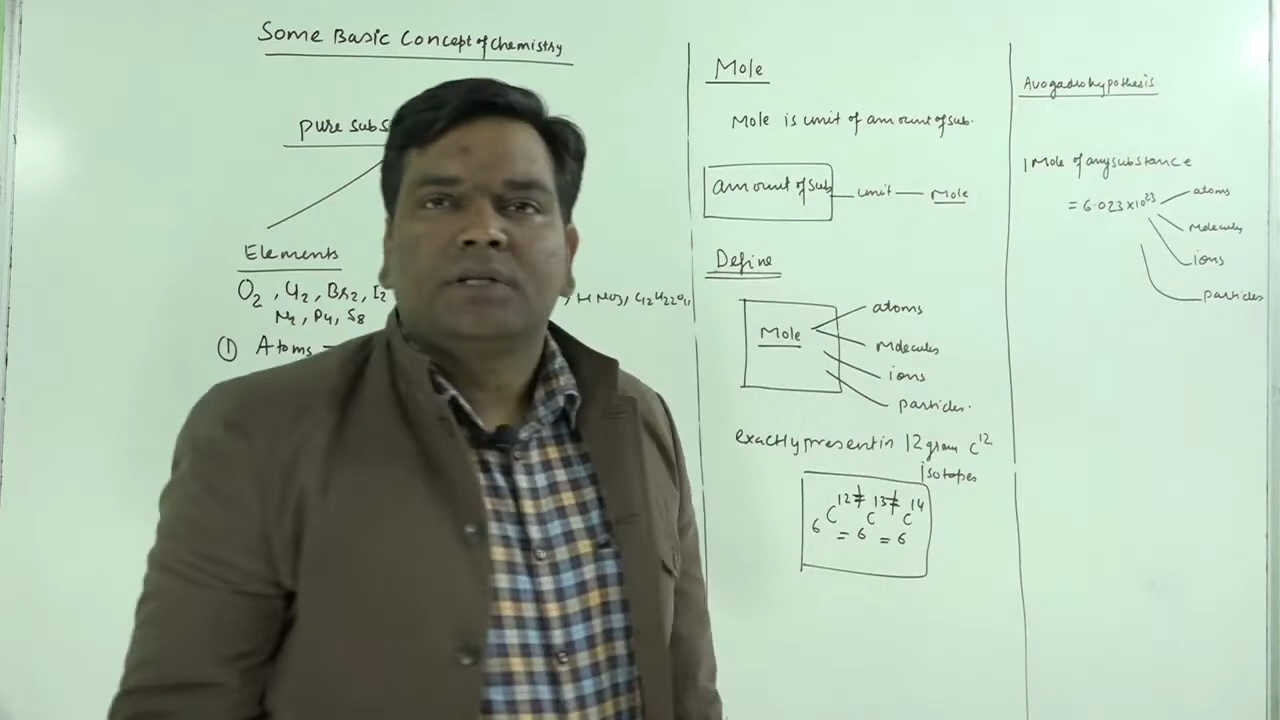 Some Basic Concept of Chemistry
pure subs
Elements
O2, Cl2, Br2, I2
N2, P4, S8
, HNO3, C12H22O11
① Atoms =
Mole
Mole is unit of amount of sub.
amount of sub — unit — Mole
Define
Mole
atoms
Molecules
ions
particles.
exactly present in 12 gram C12
isotopes
6C12 ≠ C13 ≠ C14
= 6 = 6
Avogadro hypothesis
1 Mole of any substance
= 6.023×10^23
atoms
Molecules
ions
particles